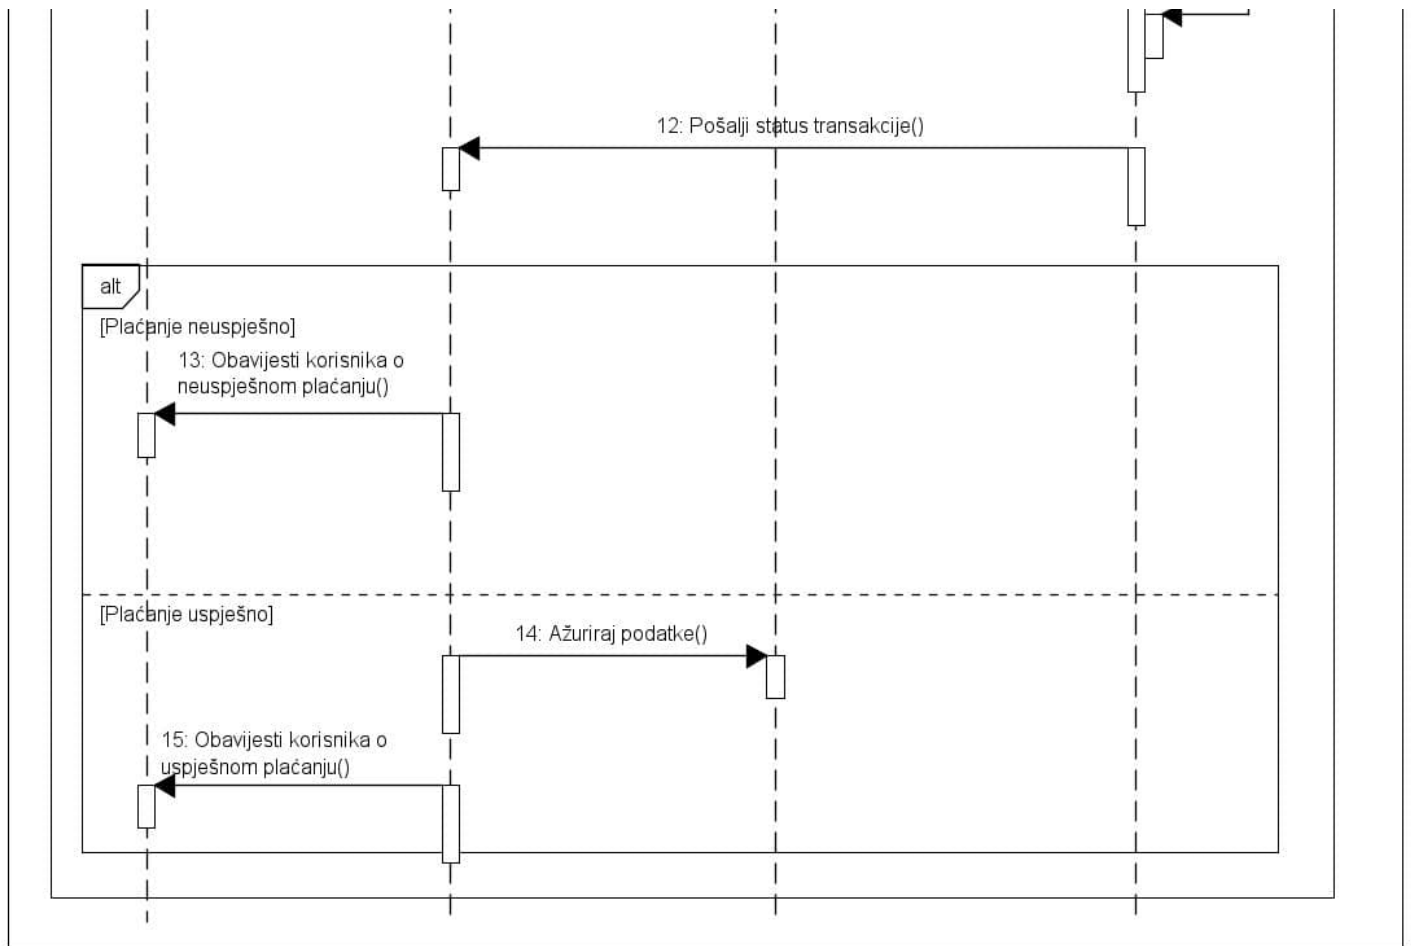 12: Pošalji status transakcije()
alt
[Plaćanje neuspješno]
13: Obavijesti korisnika o
neuspješnom plaćanju()
[Plaćanje uspješno]
14: Ažuriraj podatke()
15: Obavijesti korisnika o
uspješnom plaćanju()